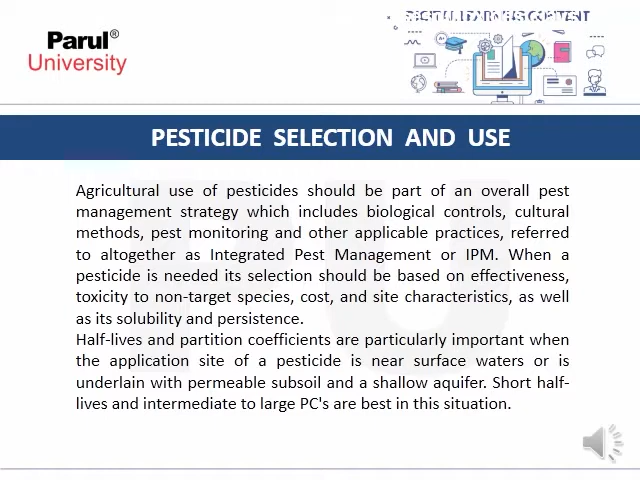 Parul®
University
PESTICIDE SELECTION AND USE
Agricultural use of pesticides should be part of an overall pest
management strategy which includes biological controls, cultural
methods, pest monitoring and other applicable practices, referred
to altogether as Integrated Pest Management or IPM. When a
pesticide is needed its selection should be based on effectiveness,
toxicity to non-target species, cost, and site characteristics, as well
as its solubility and persistence.
Half-lives and partition coefficients are particularly important when
the application site of a pesticide is near surface waters or is
underlain with permeable subsoil and a shallow aquifer. Short half-
lives and intermediate to large PC's are best in this situation.